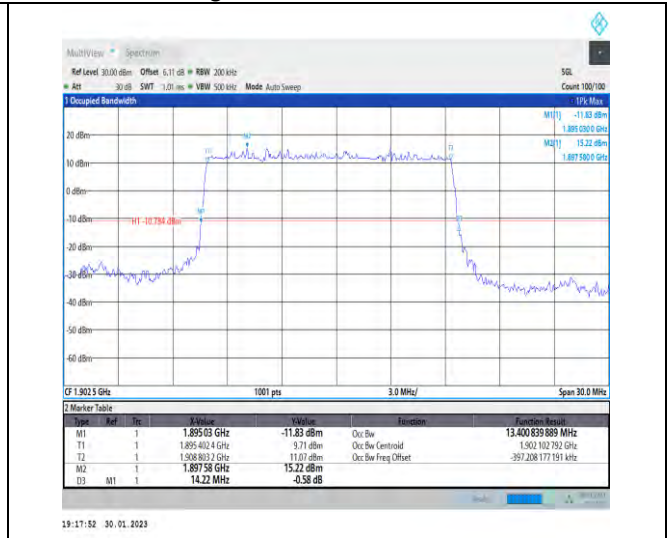 MultiView Spectrum
Ref Level 30.00 dBm Offset 6.11 dB RBW 200 kHz SGL
Att 30 dB SWT 1.01 ms VBW 500 kHz Mode Auto Sweep Count 100/100
1 Occupied Bandwidth 1Pk Max
M1[1] -11.83 dBm
1.895 030 0 GHz
20 dBm M2[1] 15.22 dBm
1.897 580 0 GHz
M2
T1
T2
10 dBm
0 dBm
M1
-10 dBm
H1 -10.784 dBm
-20 dBm
-30 dBm
-40 dBm
-50 dBm
-60 dBm
CF 1.902 5 GHz 1001 pts 3.0 MHz/ Span 30.0 MHz
2 Marker Table
Type Ref Trc X-Value Y-Value Function Function Result
M1 1 1.895 03 GHz -11.83 dBm Occ Bw 13.400 839 889 MHz
T1 1 1.895 402 4 GHz 9.71 dBm Occ Bw Centroid 1.902 102 792 GHz
T2 1 1.908 803 2 GHz 11.07 dBm Occ Bw Freq Offset -397.208 177 191 kHz
M2 1 1.897 58 GHz 15.22 dBm
D3 M1 1 14.22 MHz -0.58 dB
19:17:52 30.01.2023